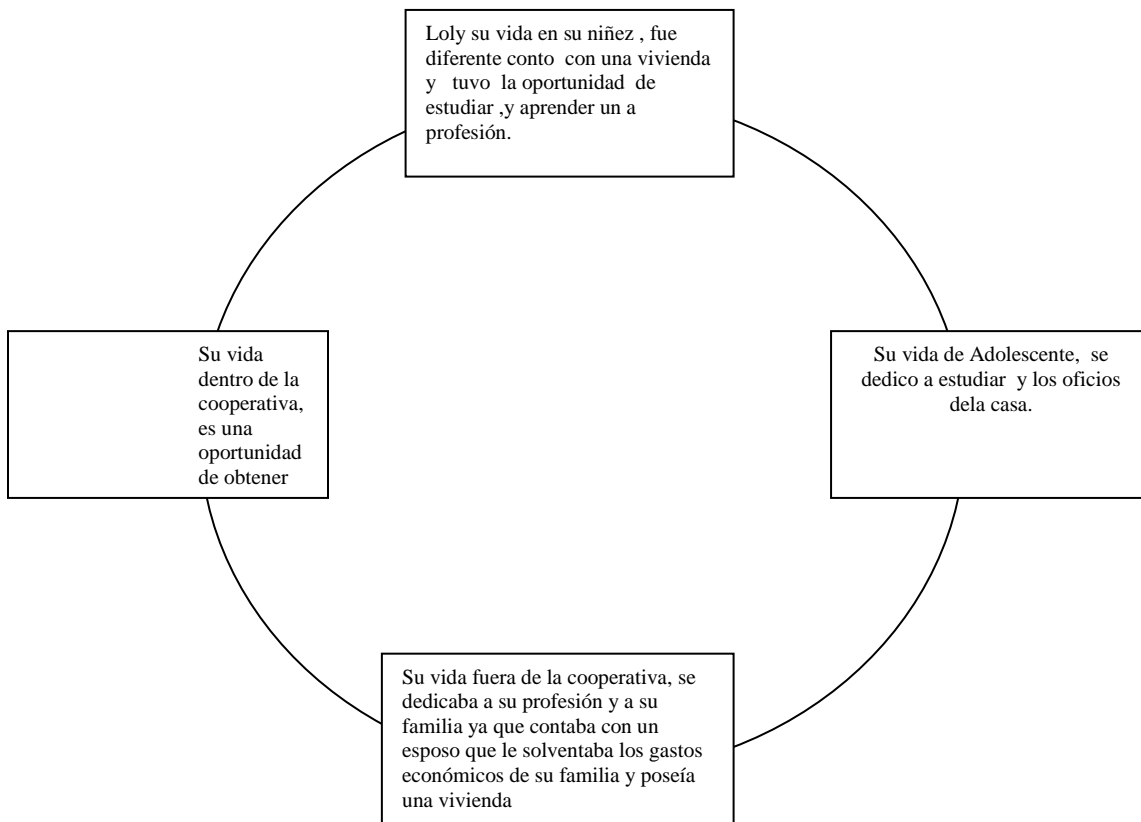 Loly su vida en su niñez , fue
diferente conto con una vivienda
y tuvo la oportunidad de
estudiar ,y aprender un a
profesión.
Su vida de Adolescente, se
dedico a estudiar y los oficios
dela casa.
Su vida fuera de la cooperativa, se
dedicaba a su profesión y a su
familia ya que contaba con un
esposo que le solventaba los gastos
económicos de su familia y poseía
una vivienda
Su vida
dentro de la
cooperativa,
es una
oportunidad
de obtener